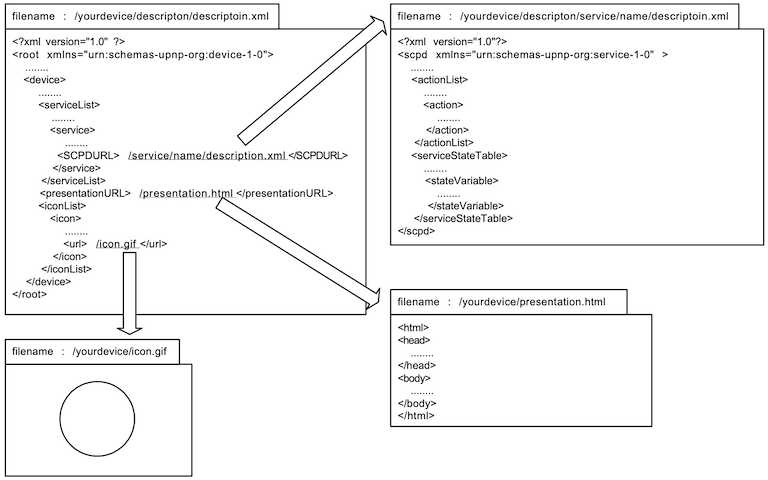 filename : /yourdevice/descripton/descriptoin.xml
<?xml version="1.0" ?>
<root xmlns="urn:schemas-upnp-org:device-1-0">
........
<device>
........
<serviceList>
........
<service>
........
<SCPDURL> /service/name/description.xml </SCPDURL>
</service>
</serviceList>
<presentationURL> /presentation.html </presentationURL>
<iconList>
<icon>
........
<url> /icon.gif </url>
</icon>
</iconList>
</device>
</root>
filename : /yourdevice/descripton/service/name/descriptoin.xml
<?xml version="1.0"?>
<scpd xmlns="urn:schemas-upnp-org:service-1-0" >
........
<actionList>
........
<action>
........
</action>
</actionList>
<serviceStateTable>
........
<stateVariable>
........
</stateVariable>
</serviceStateTable>
</scpd>
filename : /yourdevice/presentation.html
<html>
<head>
........
</head>
<body>
........
</body>
</html>
filename : /yourdevice/icon.gif